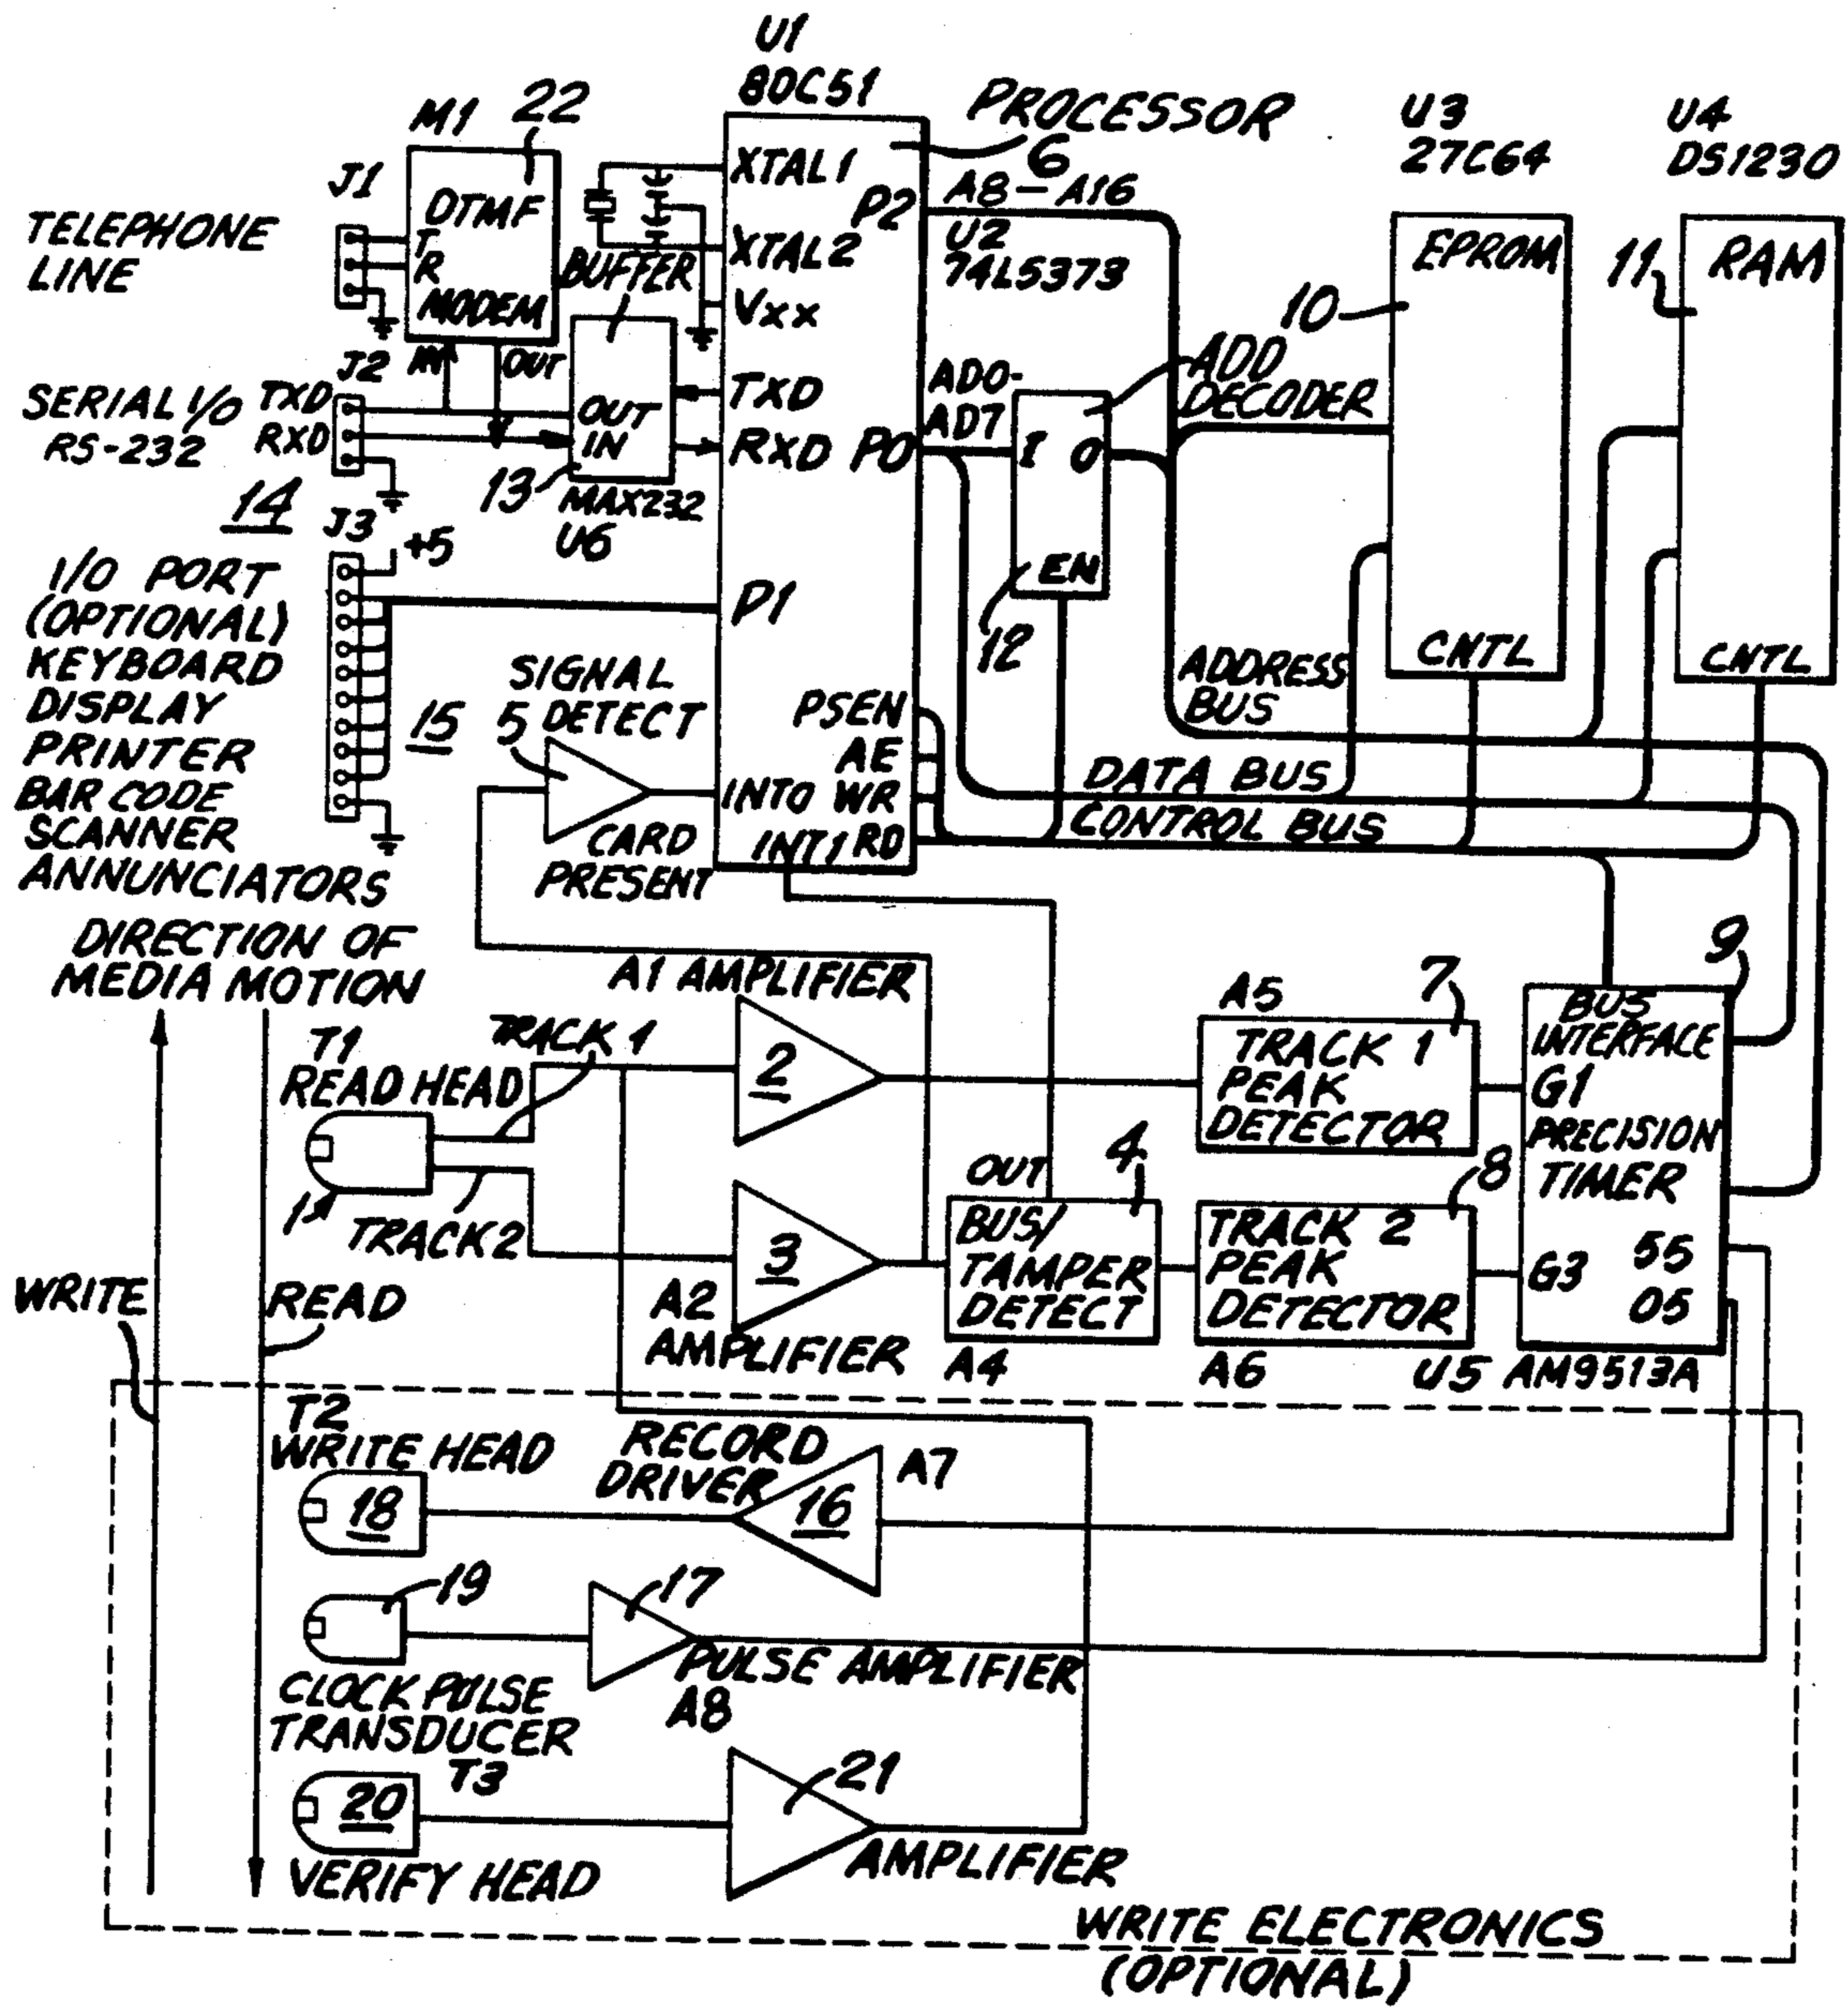 U1
8DC51
PROCESSOR
6
M1
22
J1
DTMF
T
R
MODEM
TELEPHONE
LINE
XTAL1
XTAL2
Vxx
P2
A8-A16
U2
74L5373
U3
27C64
EPROM
10
CNTL
U4
DS1230
RAM
11
CNTL
BUFFER
J2
IN
OUT
SERIAL I/O
RS-232
TXD
RXD
OUT
IN
13
MAX232
U6
TXD
RXD
P0
AD0-
AD7
I
O
EN
12
ADD
DECODER
14
J3
+5
I/O PORT
(OPTIONAL)
KEYBOARD
DISPLAY
PRINTER
BAR CODE
SCANNER
ANNUNCIATORS
15
P1
SIGNAL
DETECT
5
CARD
PRESENT
PSEN
AE
INTO WR
INT1 RD
ADDRESS
BUS
DATA BUS
CONTROL BUS
DIRECTION OF
MEDIA MOTION
A1 AMPLIFIER
2
T1
READ HEAD
TRACK 1
1
TRACK 2
WRITE
READ
3
A2
AMPLIFIER
OUT
4
BUS/
TAMPER
DETECT
A4
A5
7
TRACK 1
PEAK
DETECTOR
8
TRACK 2
PEAK
DETECTOR
A6
9
BUS
INTERFACE
G1
PRECISION
TIMER
G3
55
05
U5 AM9513A
T2
WRITE HEAD
18
RECORD
DRIVER
16
A7
19
17
CLOCK PULSE
TRANSDUCER
T3
PULSE AMPLIFIER
A8
20
VERIFY HEAD
21
AMPLIFIER
WRITE ELECTRONICS
(OPTIONAL)